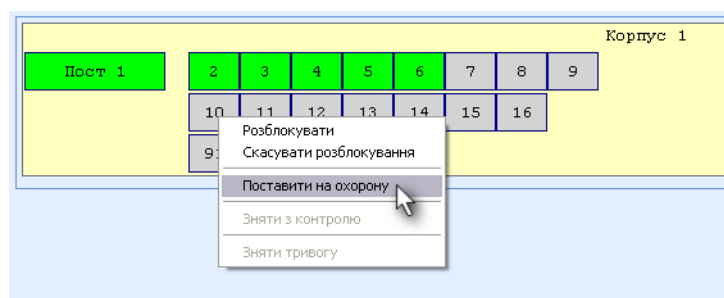 Корпус 1
Пост 1 2 3 4 5 6 7 8 9
10 11 12 13 14 15 16
Розблокувати
Скасувати розблокування
Поставити на охорону
Зняти з контролю
Зняти тривогу